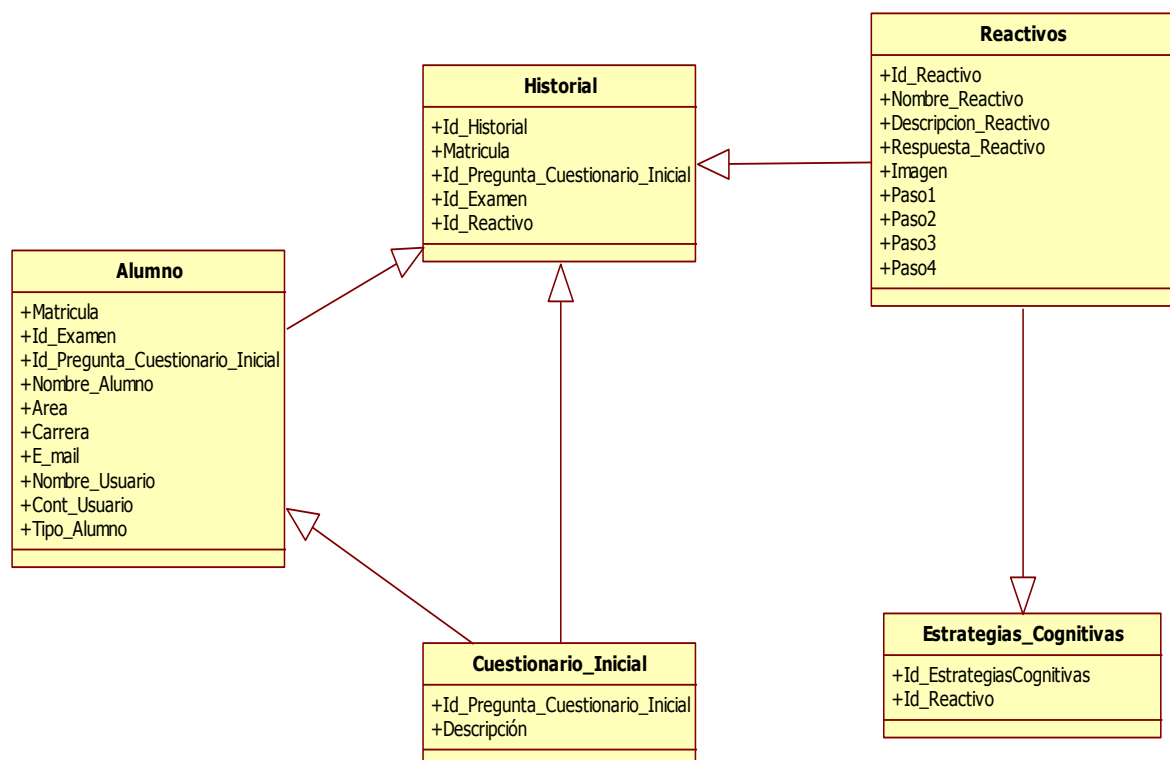 Reactivos
+Id_Reactivo
+Nombre_Reactivo
+Descripcion_Reactivo
+Respuesta_Reactivo
+Imagen
+Paso1
+Paso2
+Paso3
+Paso4
Historial
+Id_Historial
+Matricula
+Id_Pregunta_Cuestionario_Inicial
+Id_Examen
+Id_Reactivo
Alumno
+Matricula
+Id_Examen
+Id_Pregunta_Cuestionario_Inicial
+Nombre_Alumno
+Area
+Carrera
+E_mail
+Nombre_Usuario
+Cont_Usuario
+Tipo_Alumno
Cuestionario_Inicial
+Id_Pregunta_Cuestionario_Inicial
+Descripción
Estrategias_Cognitivas
+Id_EstrategiasCognitivas
+Id_Reactivo